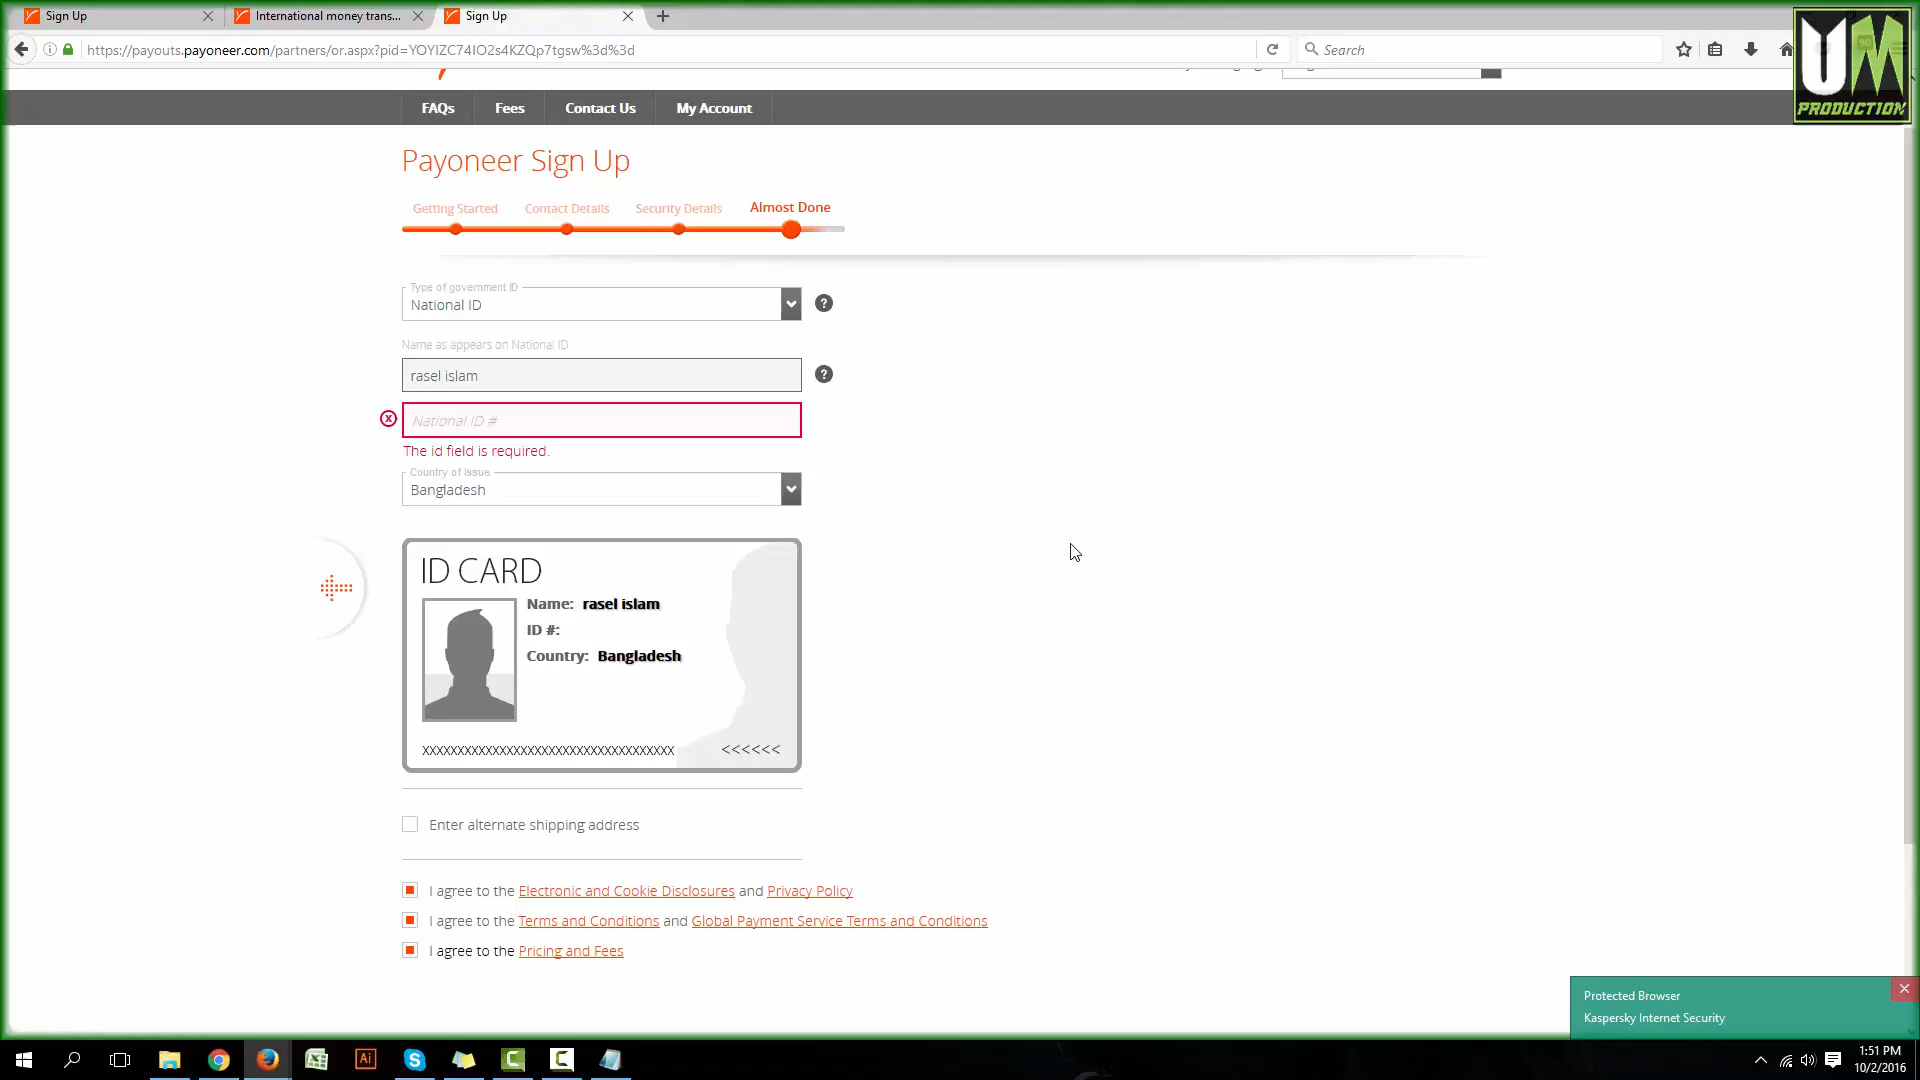 Sign Up
International money trans...
Sign Up
https://payouts.payoneer.com/partners/or.aspx?pid=YOYIZC74IO2s4KZQp7tgsw%3d%3d
Search
UM
PRODUCTION
FAQs
Fees
Contact Us
My Account
Payoneer Sign Up
Getting Started
Contact Details
Security Details
Almost Done
Type of government ID
National ID
?
Name as appears on National ID
rasel islam
?
National ID #
The id field is required.
Country of Issue
Bangladesh
ID CARD
Name: rasel islam
ID #:
Country: Bangladesh
XXXXXXXXXXXXXXXXXXXXXXXXXXXXXXXXXXXX <<<<<<
Enter alternate shipping address
I agree to the Electronic and Cookie Disclosures and Privacy Policy
I agree to the Terms and Conditions and Global Payment Service Terms and Conditions
I agree to the Pricing and Fees
Protected Browser
Kaspersky Internet Security
Ai
1:51 PM
10/2/2016